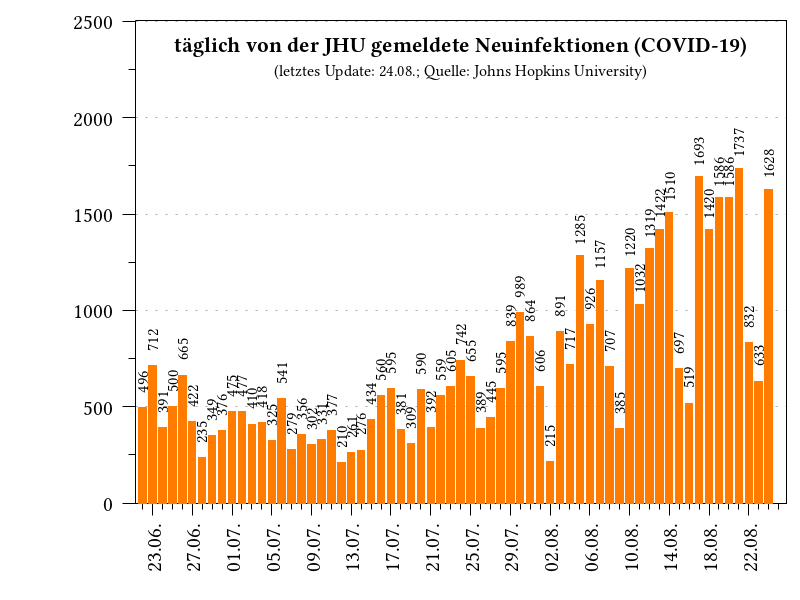 täglich von der JHU gemeldete Neuinfektionen (COVID-19)
(letztes Update: 24.08.; Quelle: Johns Hopkins University)
2500
2000
1500
1000
500
0
496 712 391 500 665 422 235 349 376 475 477 410 418 325 541 279 356 302 331 377 210 261 276 434 560 595 381 309 590 392 559 605 742 655 389 445 595 839 989 864 606 215 891 717 1285 926 1157 707 385 1220 1032 1319 1422 1510 697 519 1693 1420 1586 1586 1737 832 633 1628
23.06. 27.06. 01.07. 05.07. 09.07. 13.07. 17.07. 21.07. 25.07. 29.07. 02.08. 06.08. 10.08. 14.08. 18.08. 22.08.